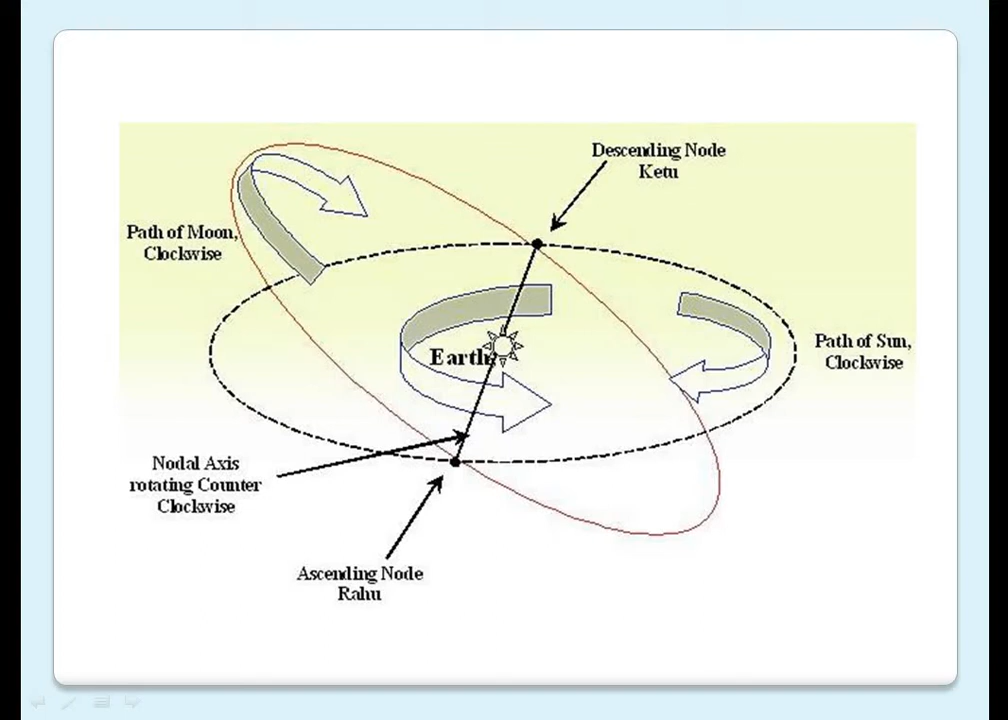 Descending Node
Ketu
Path of Moon,
Clockwise
Path of Sun,
Clockwise
Earth
Nodal Axis
rotating Counter
Clockwise
Ascending Node
Rahu